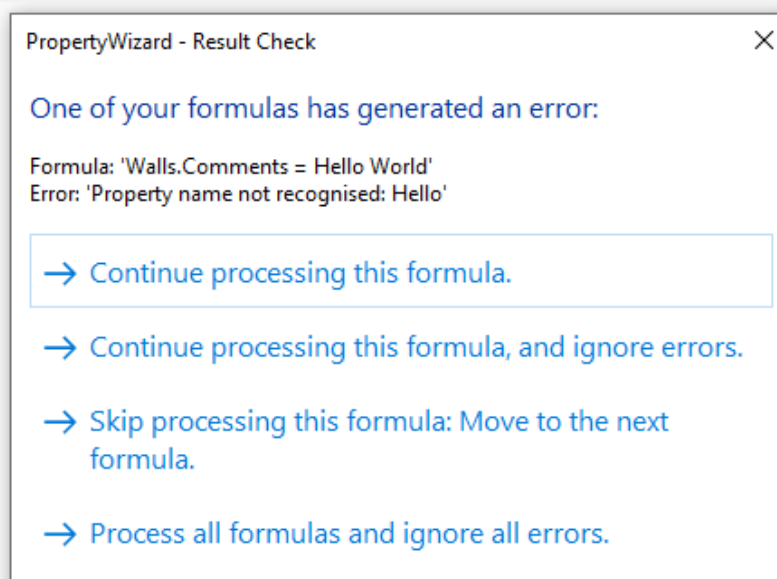 PropertyWizard - Result Check
One of your formulas has generated an error:
Formula: 'Walls.Comments = Hello World'
Error: 'Property name not recognised: Hello'
Continue processing this formula.
Continue processing this formula, and ignore errors.
Skip processing this formula: Move to the next
formula.
Process all formulas and ignore all errors.